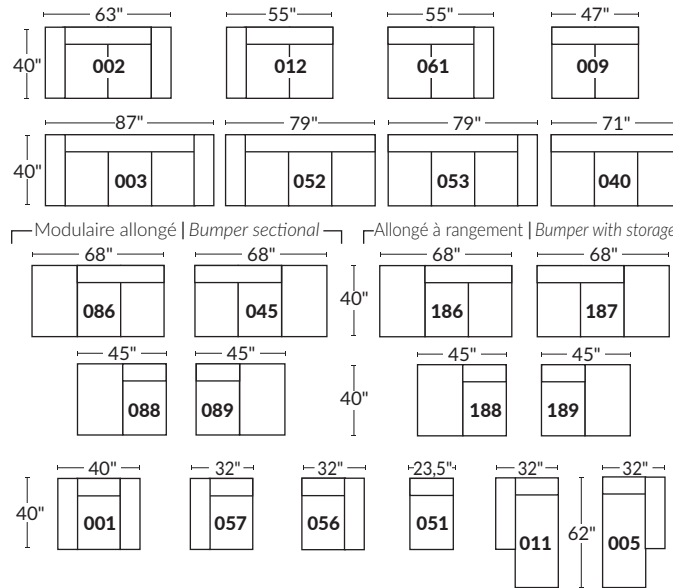 63" 55" 55" 47"
40" 002 012 061 009
87" 79" 79" 71"
40" 003 052 053 040
Modulaire allongé | Bumper sectional Allongé à rangement | Bumper with storage
68" 68" 68" 68"
086 045 40" 186 187
45" 45" 45" 45"
088 089 40" 188 189
40" 32" 32" 23,5" 32" 32"
40" 001 057 056 051 011 62" 005